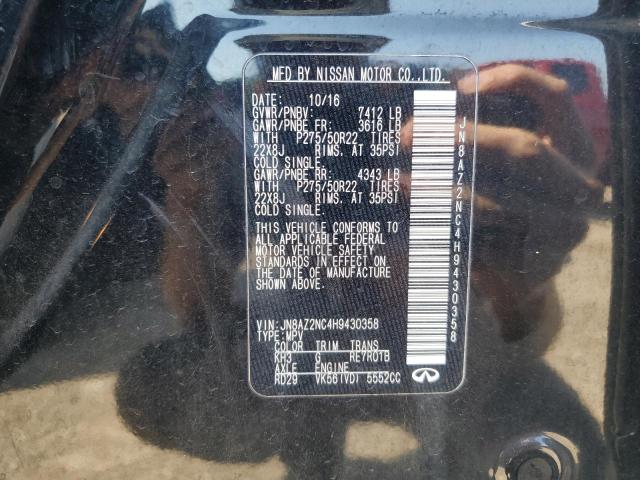 MFD BY NISSAN MOTOR CO.,LTD.
DATE: 10/16
GVWR/PNBV: 7412 LB
GAWR/PNBE FR: 3616 LB
WITH P275/50R22 TIRES
22X8J RIMS, AT 35PSI
COLD SINGLE.
GAWR/PNBE RR: 4343 LB
WITH P275/50R22 TIRES
22X8J RIMS, AT 35PSI
COLD SINGLE.
THIS VEHICLE CONFORMS TO
ALL APPLICABLE FEDERAL
MOTOR VEHICLE SAFETY
STANDARDS IN EFFECT ON
THE DATE OF MANUFACTURE
SHOWN ABOVE.
VIN: JN8AZ2NC4H9430358
TYPE: MPV
COLOR TRIM TRANS
KH3 G RE7R01B
AXLE ENGINE
RD29 VK56(VD) 5552CC
JN8AZ2NC4H9430358
INFINITI